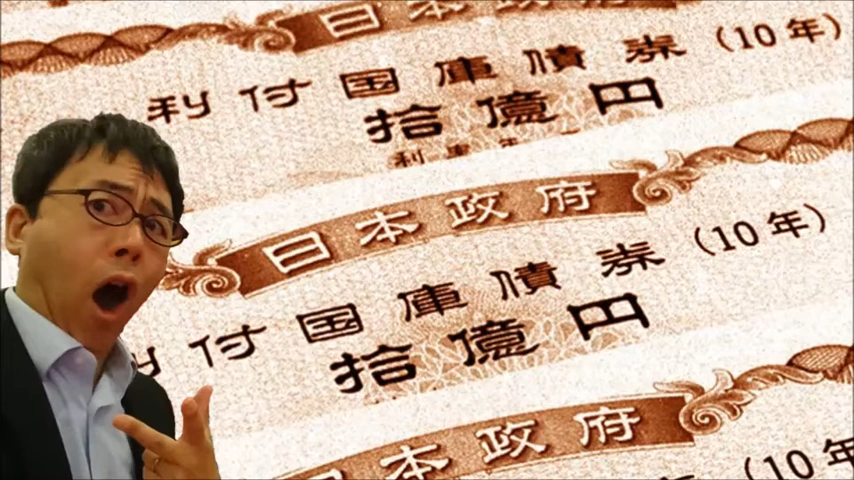 日本政府
利付国庫債券（10年）
拾億円
日本政府
利付国庫債券（10年）
拾億円
日本政府
（10年